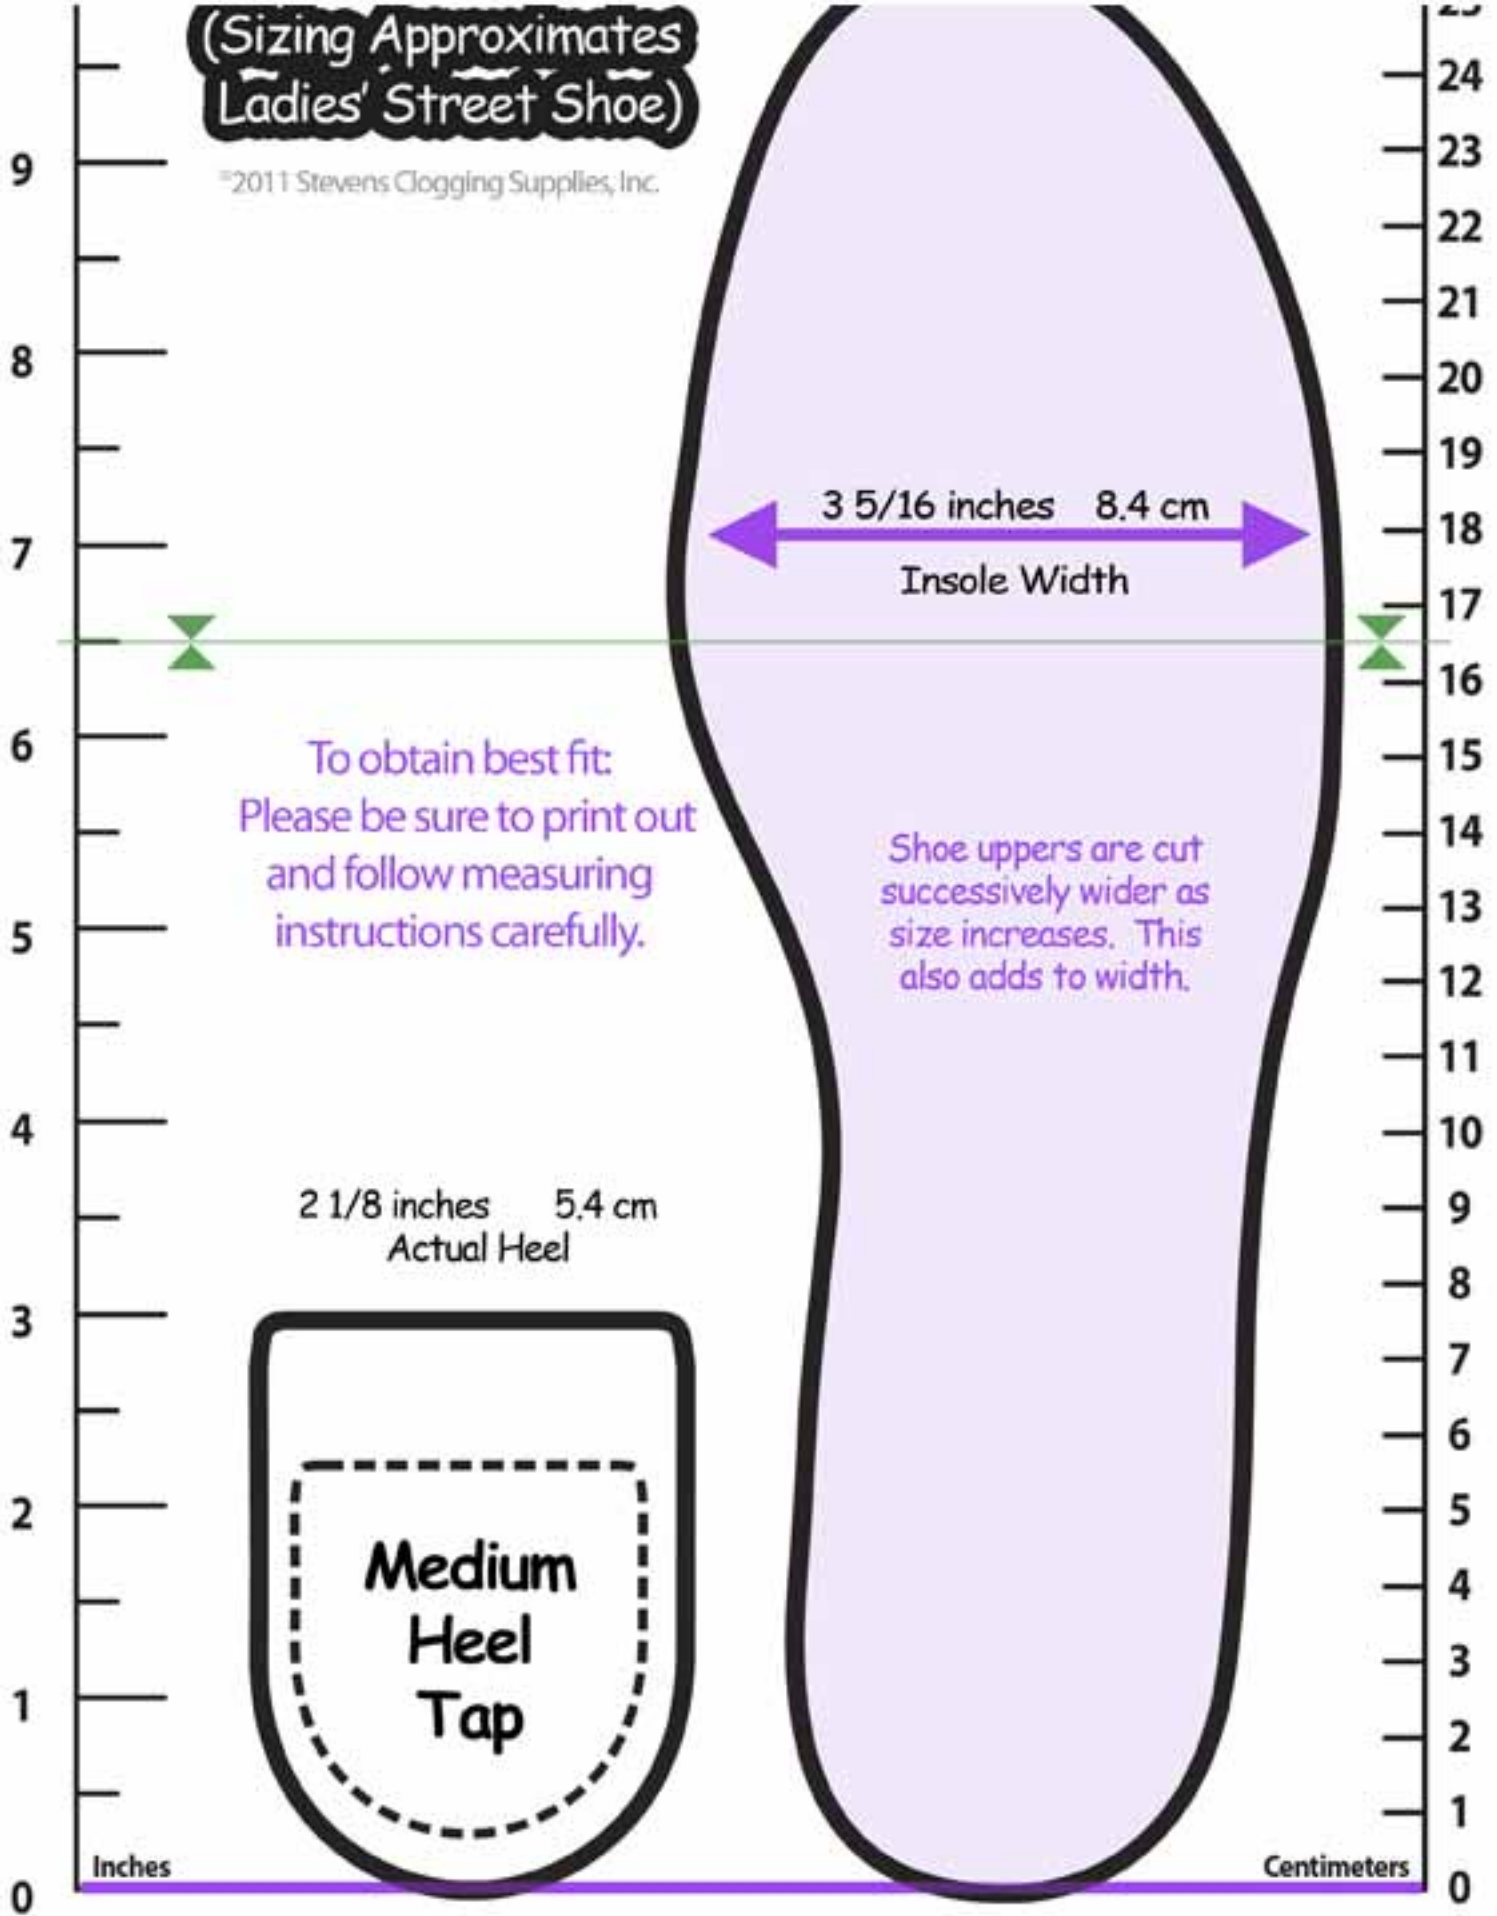 (Sizing Approximates
Ladies' Street Shoe)
©2011 Stevens Clogging Supplies, Inc.
3 5/16 inches 8.4 cm
Insole Width
To obtain best fit:
Please be sure to print out
and follow measuring
instructions carefully.
Shoe uppers are cut
successively wider as
size increases. This
also adds to width.
2 1/8 inches 5.4 cm
Actual Heel
Medium
Heel
Tap
Inches
9
8
7
6
5
4
3
2
1
0
Centimeters
25
24
23
22
21
20
19
18
17
16
15
14
13
12
11
10
9
8
7
6
5
4
3
2
1
0